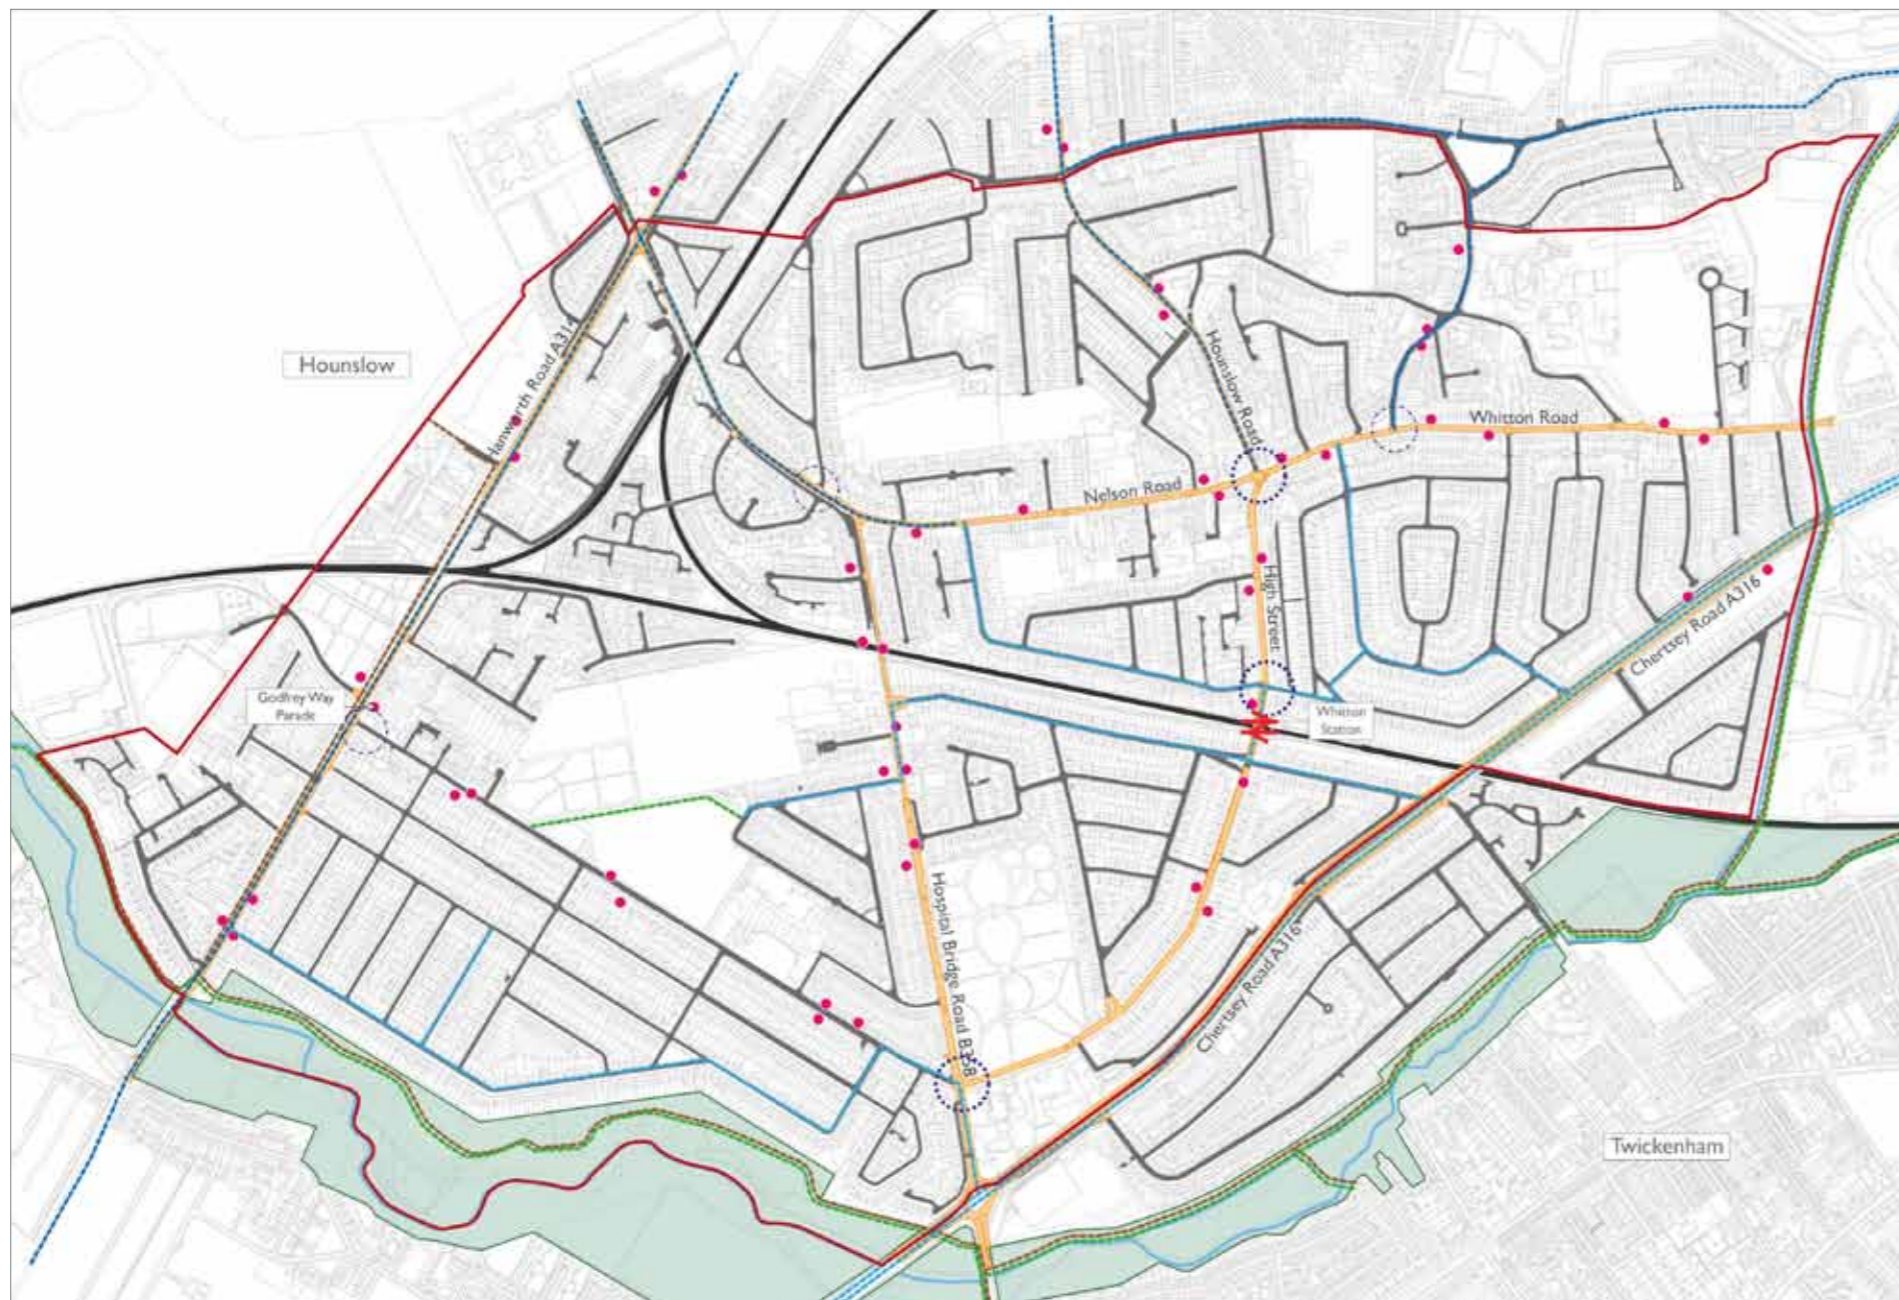 Hounslow
Hanworth Road A314
Hounslow Road
Whitton Road
Nelson Road
High Street
Chertsey Road A316
Godfrey Way
Parade
Whitton
Station
Hospital Bridge Road B358
Chertsey Road A316
Twickenham